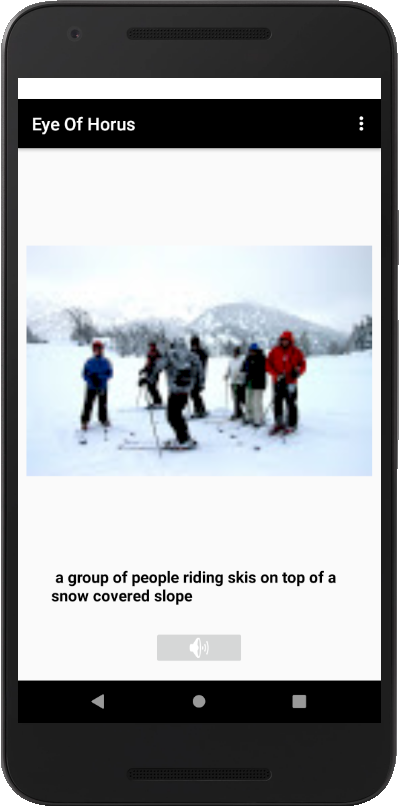 Eye Of Horus
a group of people riding skis on top of a
snow covered slope